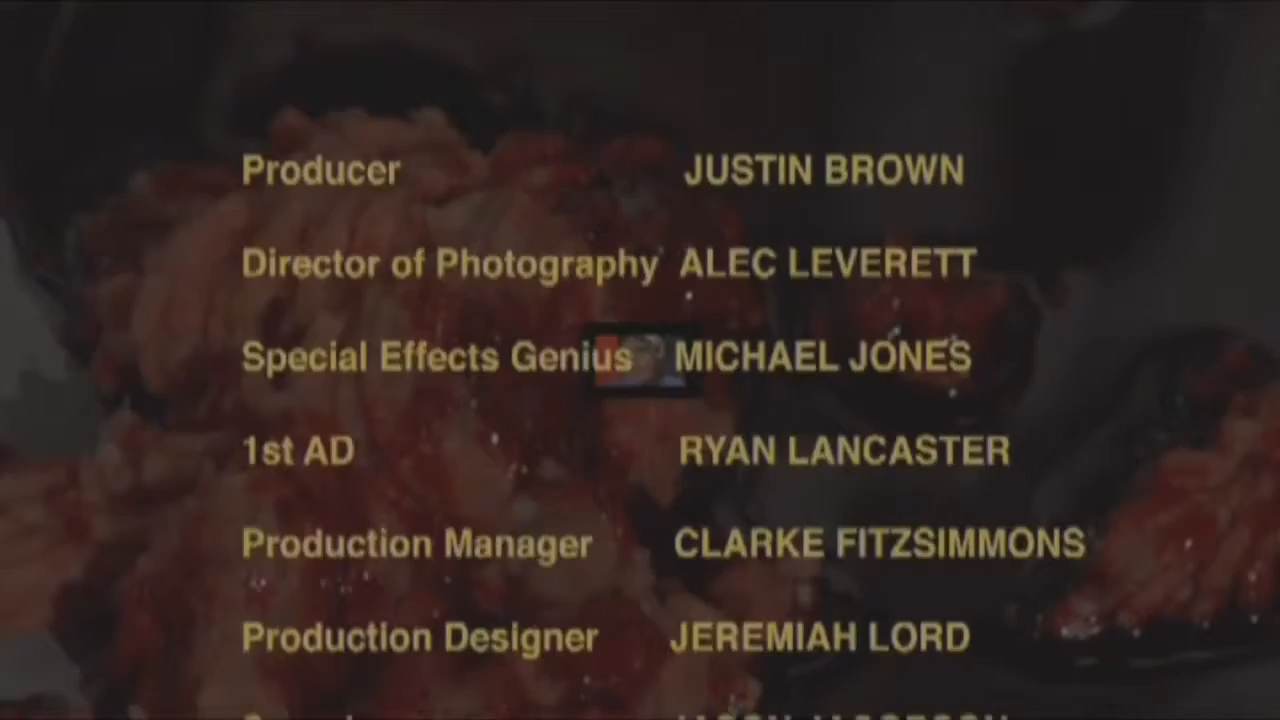 Producer JUSTIN BROWN
Director of Photography ALEC LEVERETT
Special Effects Genius MICHAEL JONES
1st AD RYAN LANCASTER
Production Manager CLARKE FITZSIMMONS
Production Designer JEREMIAH LORD